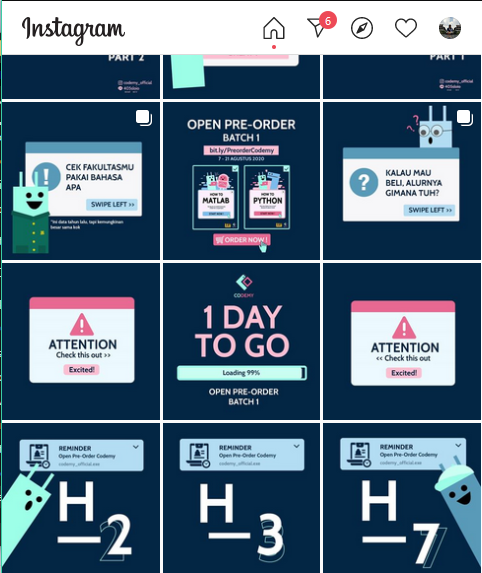 Instagram
6
PART 2
codemy_official
PART 1
codemy_official
CEK FAKULTASMU
PAKAI BAHASA
APA
SWIPE LEFT >>
*ini data tahun lalu, tapi kemungkinan
besar sama kok
OPEN PRE-ORDER
BATCH 1
bit.ly/PreorderCodemy
7 - 21 AGUSTUS 2020
HOW TO
MATLAB
HOW TO
PYTHON
ORDER NOW!
KALAU MAU
BELI, ALURNYA
GIMANA TUH?
SWIPE LEFT >>
ATTENTION
Check this out >>
Excited!
CODEMY
1 DAY
TO GO
Loading 99%
OPEN PRE-ORDER
BATCH 1
ATTENTION
<< Check this out
Excited!
REMINDER
Open Pre-Order Codemy
codemy_official.exe
H-2
REMINDER
Open Pre-Order Codemy
codemy_official.exe
H-3
REMINDER
Open Pre-Order Codemy
codemy_official.exe
H-7